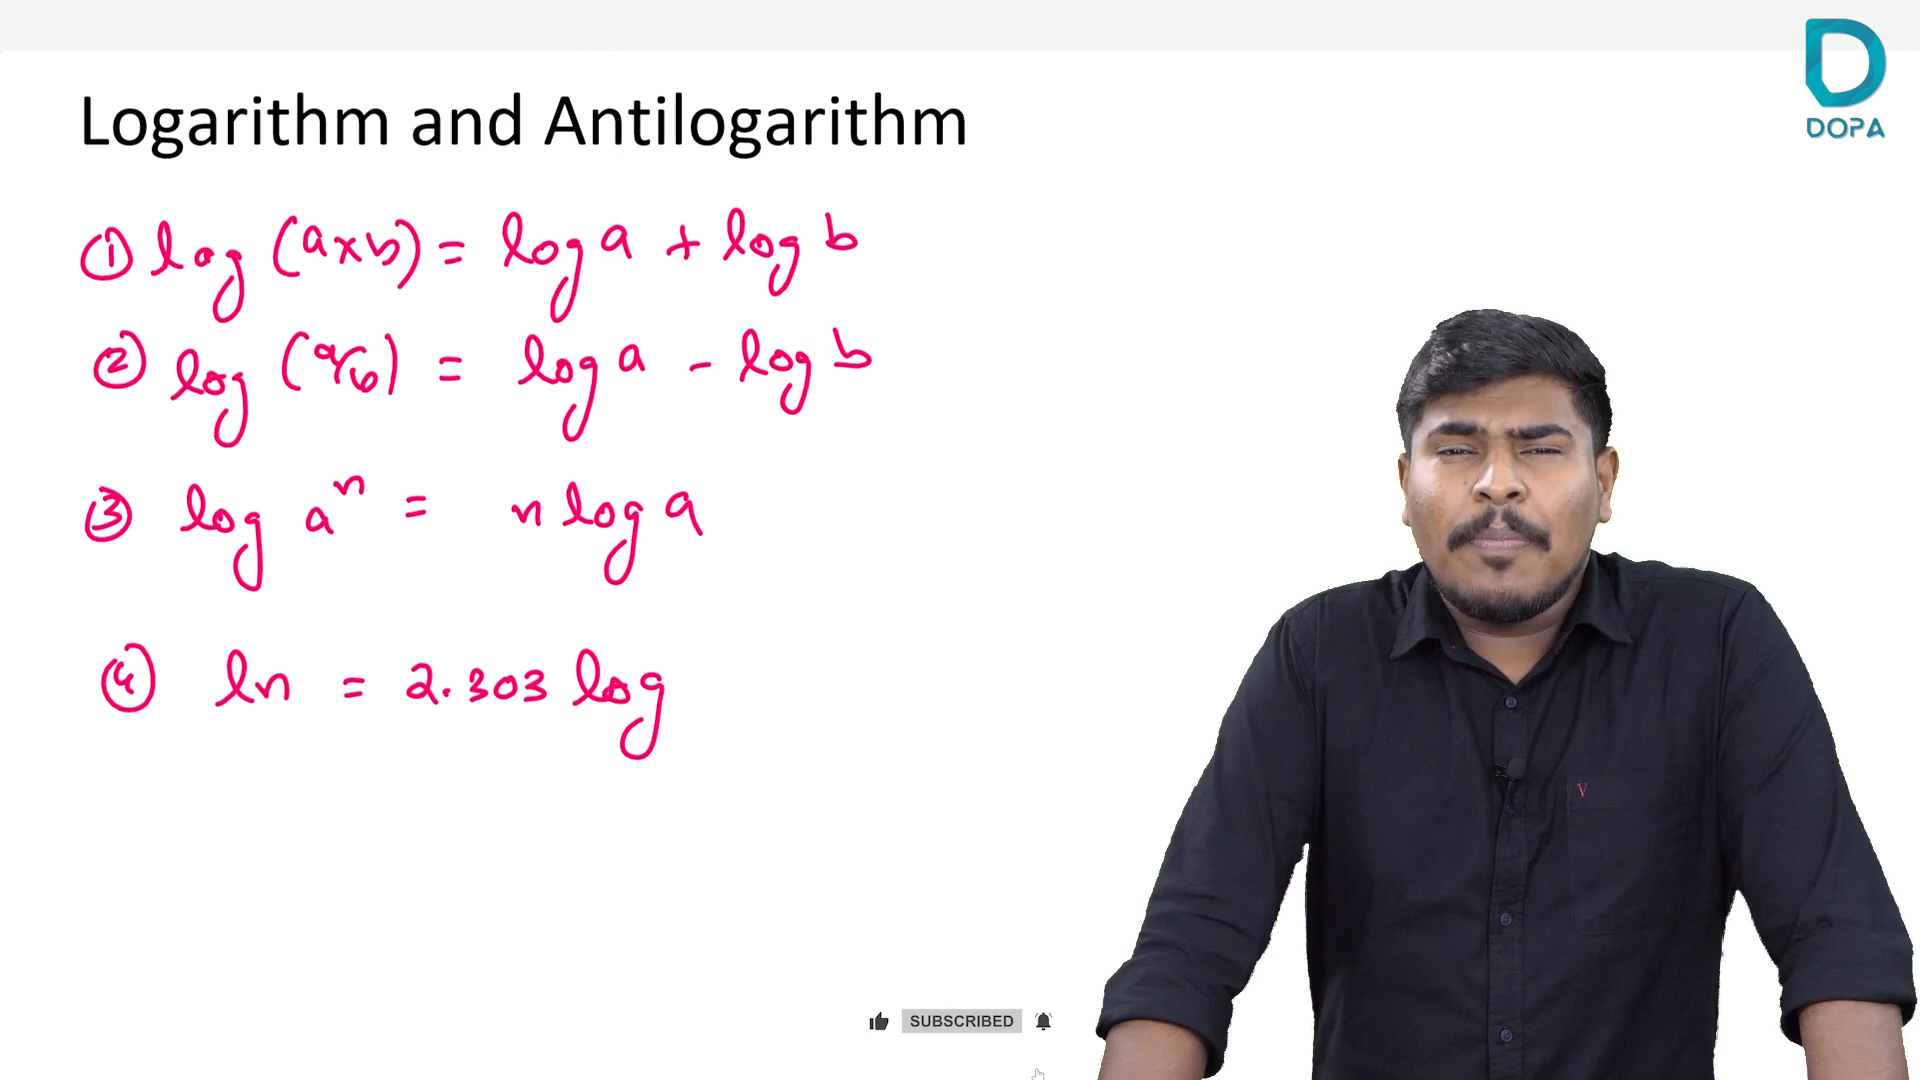 Logarithm and Antilogarithm
DOPA
① log (a×b) = log a + log b
② log (a/b) = log a - log b
③ log aⁿ = n log a
④ ln = 2.303 log
V
SUBSCRIBED